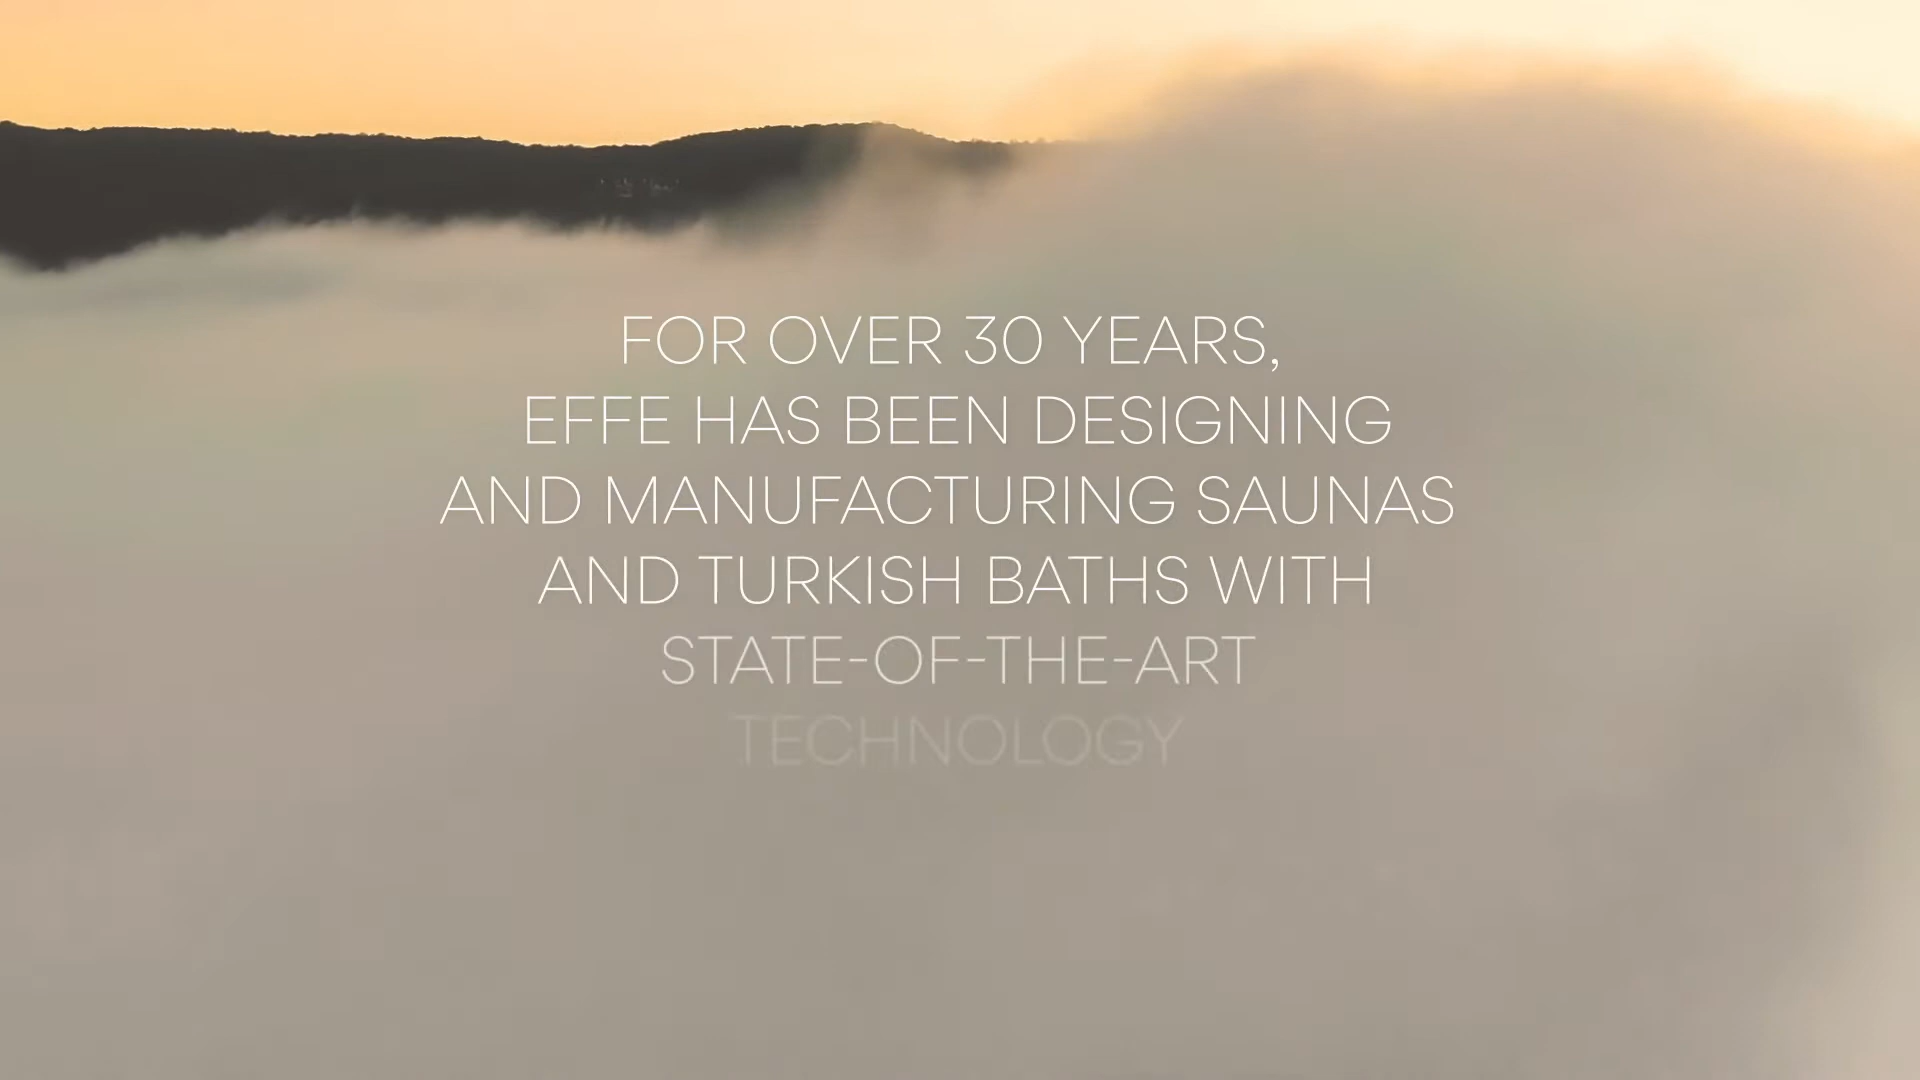 FOR OVER 30 YEARS,
EFFE HAS BEEN DESIGNING
AND MANUFACTURING SAUNAS
AND TURKISH BATHS WITH
STATE-OF-THE-ART
TECHNOLOGY